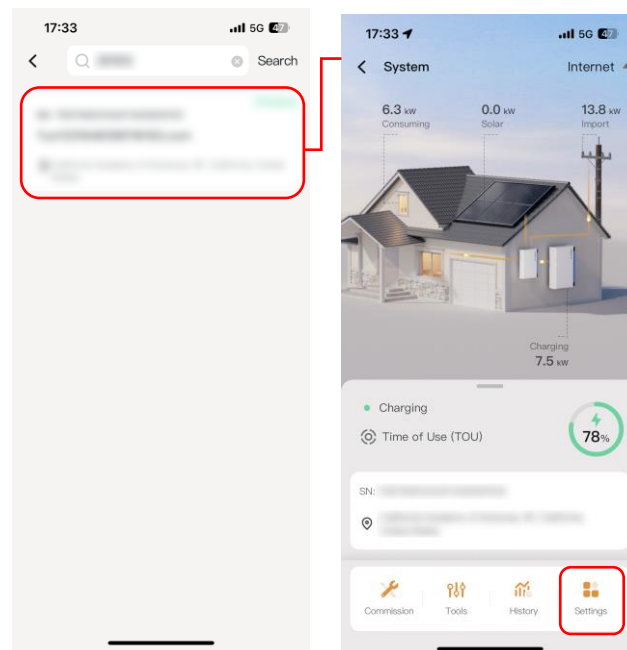 17:33
5G 47
Search
17:33
5G 47
System
Internet
6.3 kw
Consuming
0.0 kw
Solar
13.8 kw
Import
Charging
7.5 kw
Charging
Time of Use (TOU)
78%
SN:
Commission
Tools
History
Settings